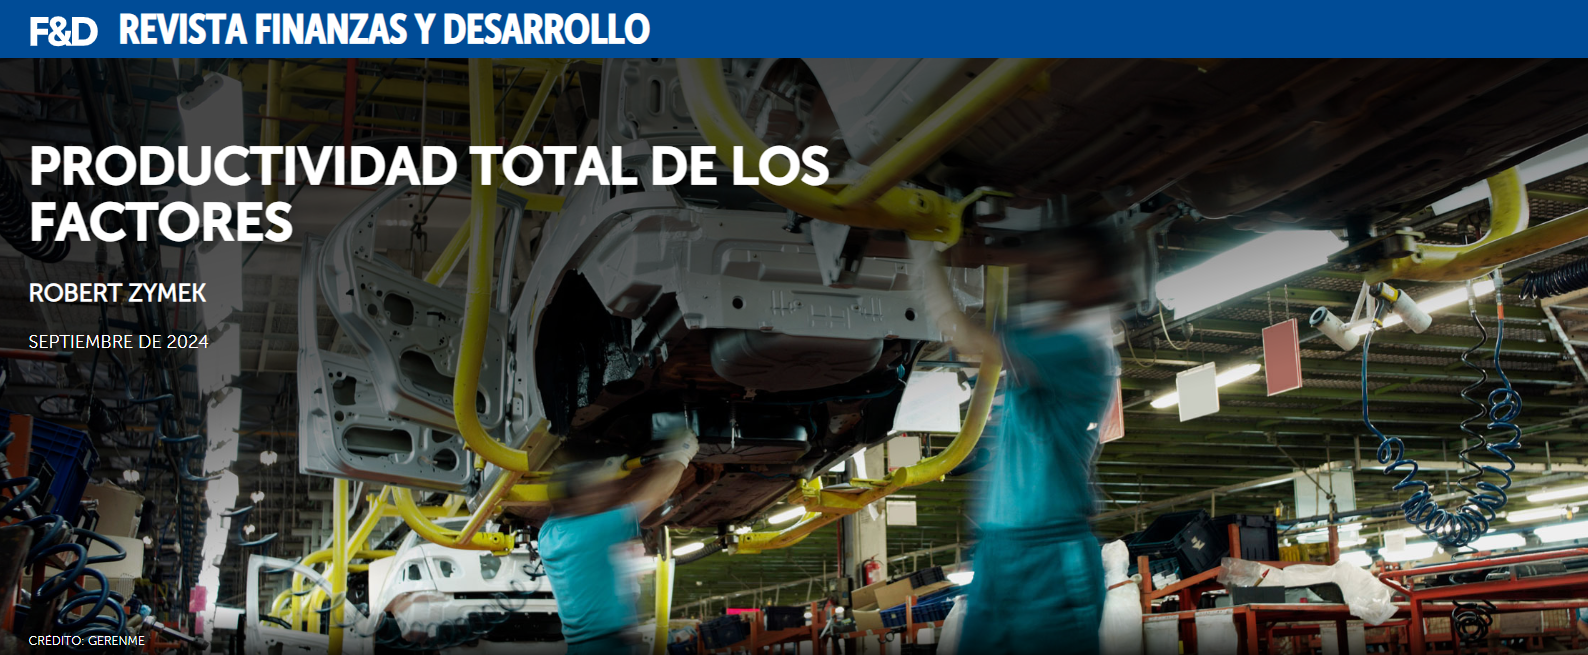 F&D REVISTA FINANZAS Y DESARROLLO
PRODUCTIVIDAD TOTAL DE LOS
FACTORES
ROBERT ZYMEK
SEPTIEMBRE DE 2024
CRÉDITO: GERENME